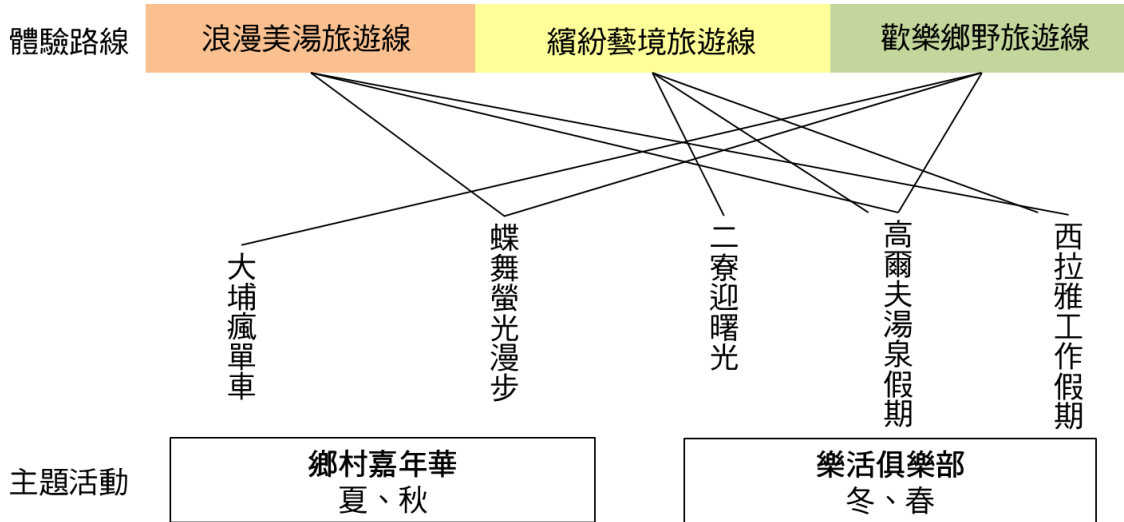 體驗路線
浪漫美湯旅遊線
繽紛藝境旅遊線
歡樂鄉野旅遊線
大埔瘋單車
蝶舞螢光漫步
二寮迎曙光
高爾夫湯泉假期
西拉雅工作假期
主題活動
鄉村嘉年華
夏、秋
樂活俱樂部
冬、春